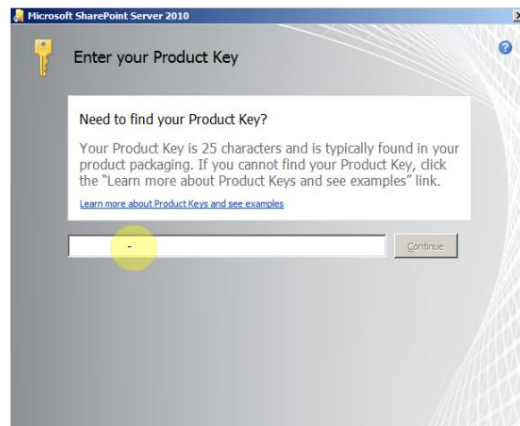 Microsoft SharePoint Server 2010
Enter your Product Key
Need to find your Product Key?
Your Product Key is 25 characters and is typically found in your
product packaging. If you cannot find your Product Key, click
the “Learn more about Product Keys and see examples” link.
Learn more about Product Keys and see examples
-
Continue